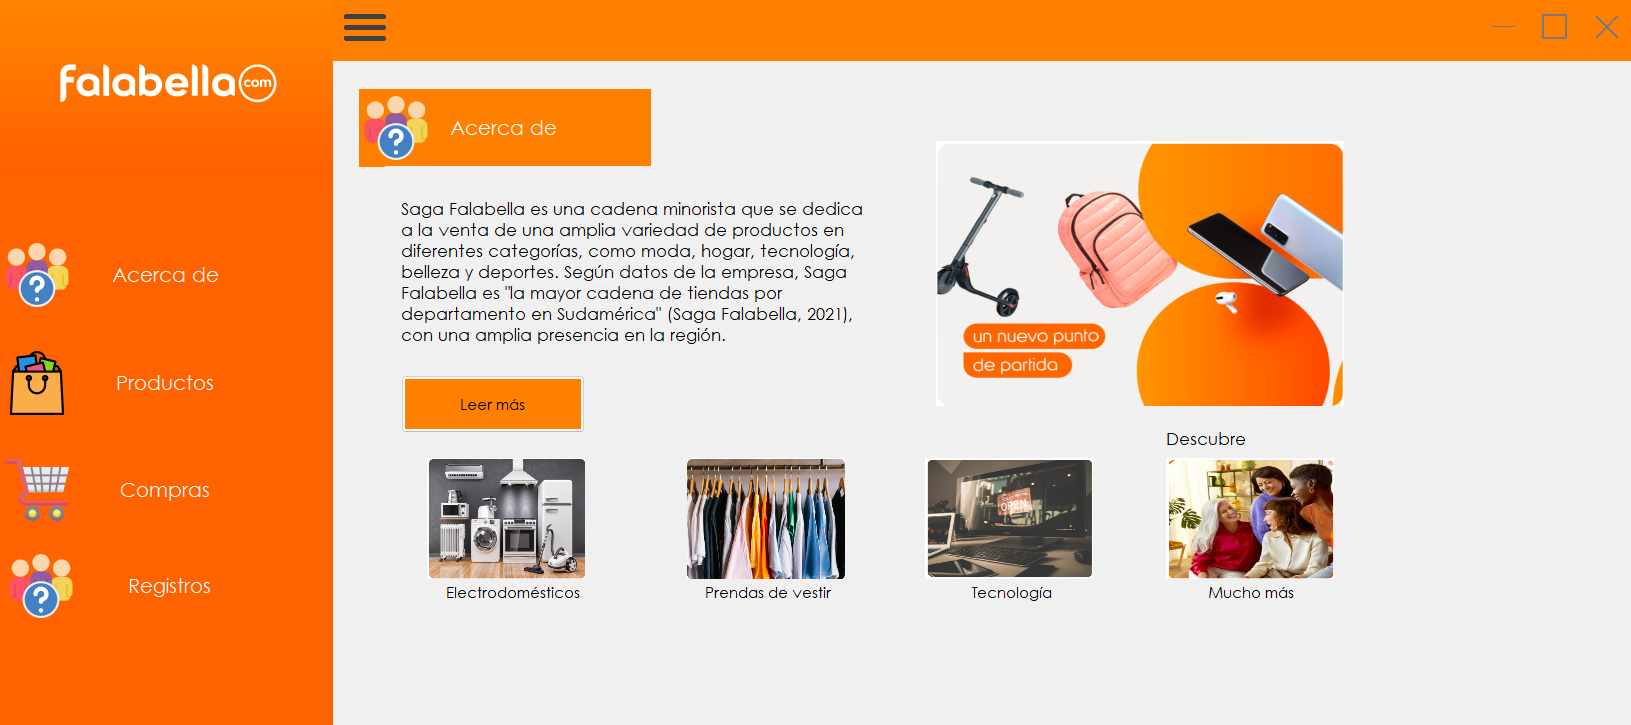 falabella.com
Acerca de
Productos
Compras
Registros
Acerca de
Saga Falabella es una cadena minorista que se dedica
a la venta de una amplia variedad de productos en
diferentes categorías, como moda, hogar, tecnología,
belleza y deportes. Según datos de la empresa, Saga
Falabella es "la mayor cadena de tiendas por
departamento en Sudamérica" (Saga Falabella, 2021),
con una amplia presencia en la región.
Leer más
un nuevo punto
de partida
Descubre
OPEN
Electrodomésticos
Prendas de vestir
Tecnología
Mucho más